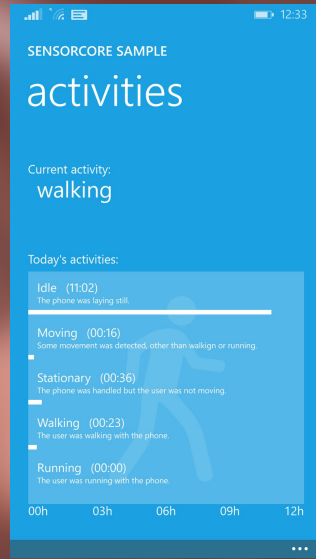 12:33
SENSORCORE SAMPLE
activities
Current activity:
walking
Today's activities:
Idle (11:02)
The phone was laying still.
Moving (00:16)
Some movement was detected, other than walkign or running.
Stationary (00:36)
The phone was handled but the user was not moving.
Walking (00:23)
The user was walking with the phone.
Running (00:00)
The user was running with the phone.
00h 03h 06h 09h 12h